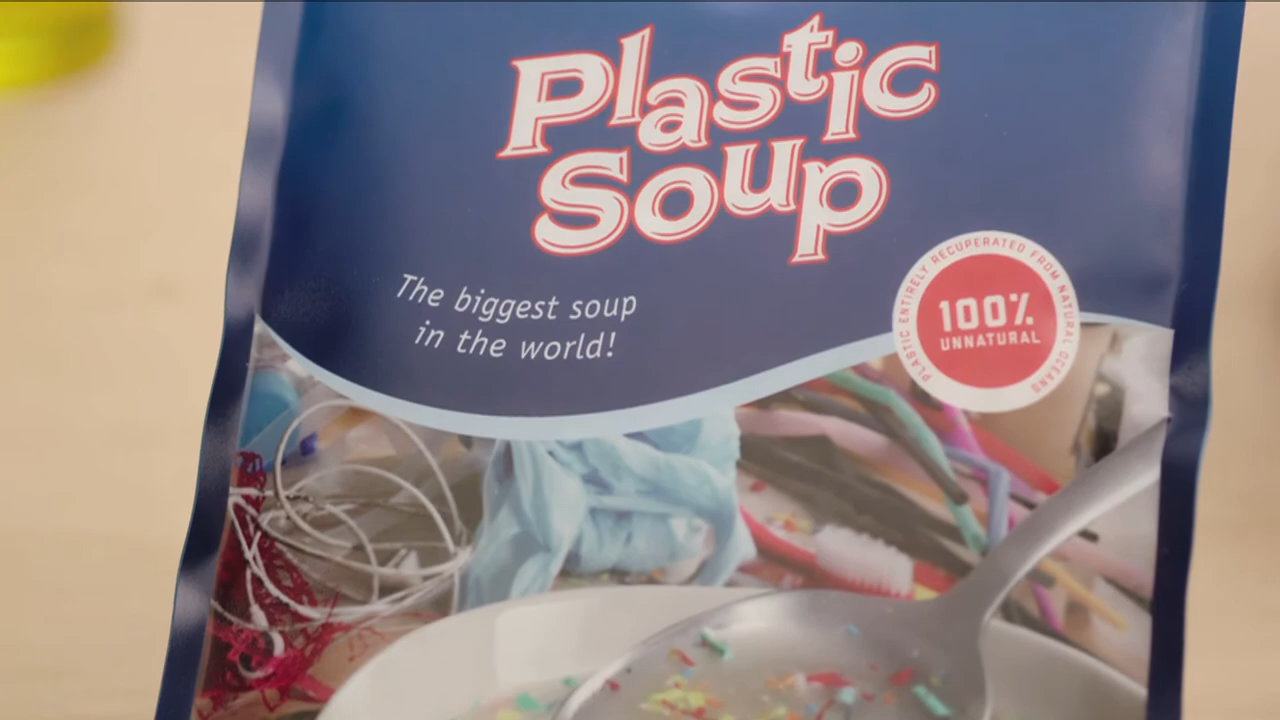 Plastic
Soup
The biggest soup
in the world!
PLASTIC ENTIRELY RECUPERATED FROM NATURAL OCEANS
100%
UNNATURAL